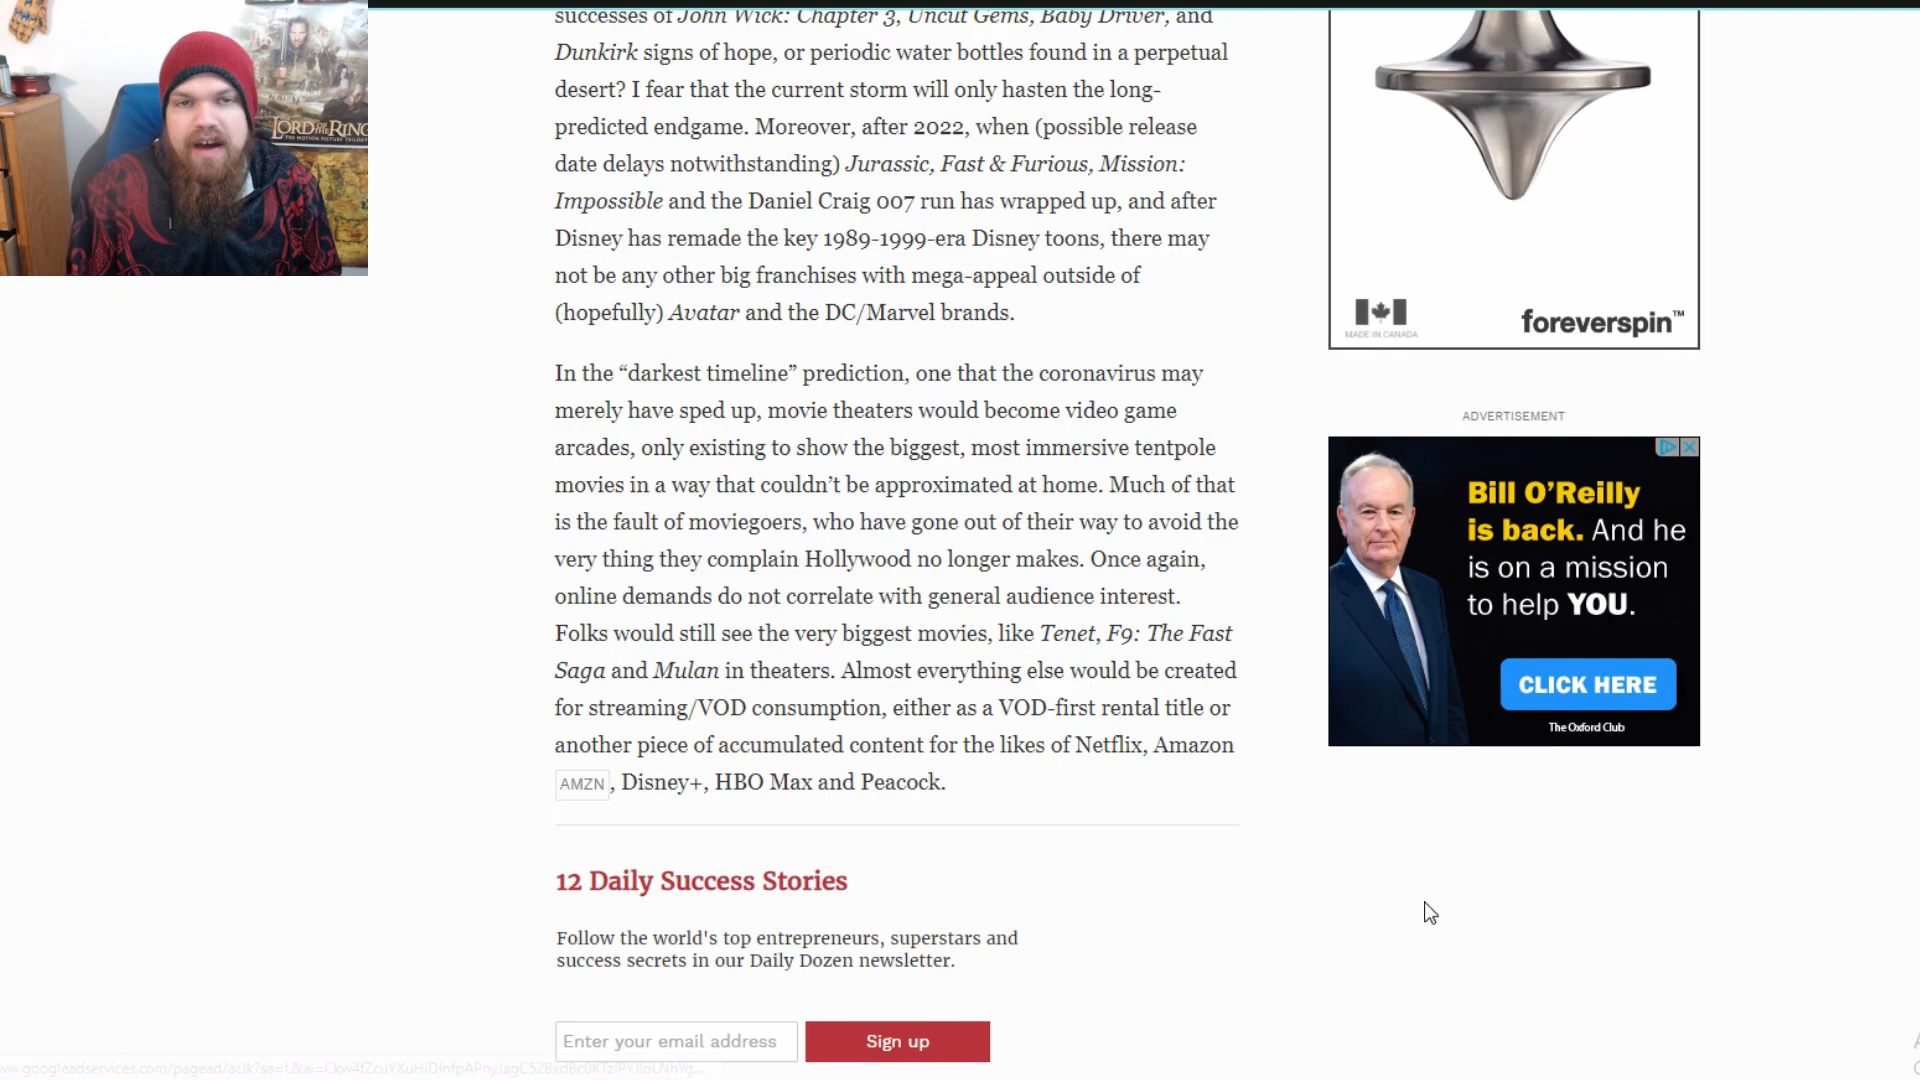 successes of John Wick: Chapter 3, Uncut Gems, Baby Driver, and
Dunkirk signs of hope, or periodic water bottles found in a perpetual
desert? I fear that the current storm will only hasten the long-
predicted endgame. Moreover, after 2022, when (possible release
date delays notwithstanding) Jurassic, Fast & Furious, Mission:
Impossible and the Daniel Craig 007 run has wrapped up, and after
Disney has remade the key 1989-1999-era Disney toons, there may
not be any other big franchises with mega-appeal outside of
(hopefully) Avatar and the DC/Marvel brands.
In the “darkest timeline” prediction, one that the coronavirus may
merely have sped up, movie theaters would become video game
arcades, only existing to show the biggest, most immersive tentpole
movies in a way that couldn’t be approximated at home. Much of that
is the fault of moviegoers, who have gone out of their way to avoid the
very thing they complain Hollywood no longer makes. Once again,
online demands do not correlate with general audience interest.
Folks would still see the very biggest movies, like Tenet, F9: The Fast
Saga and Mulan in theaters. Almost everything else would be created
for streaming/VOD consumption, either as a VOD-first rental title or
another piece of accumulated content for the likes of Netflix, Amazon
AMZN , Disney+, HBO Max and Peacock.
12 Daily Success Stories
Follow the world's top entrepreneurs, superstars and
success secrets in our Daily Dozen newsletter.
Enter your email address
Sign up
LORD OF THE RING
THE MOTION PICTURE TRILOGY
MADE IN CANADA
foreverspin™
ADVERTISEMENT
Bill O’Reilly
is back. And he
is on a mission
to help YOU.
CLICK HERE
The Oxford Club